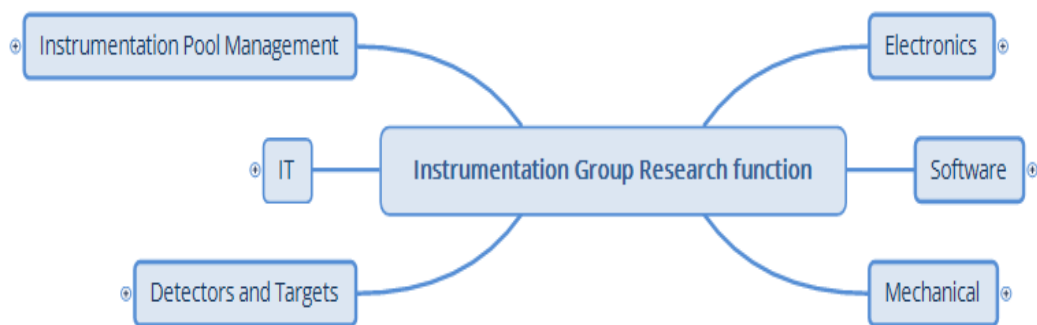 Instrumentation Pool Management
Electronics
IT
Instrumentation Group Research function
Software
Detectors and Targets
Mechanical